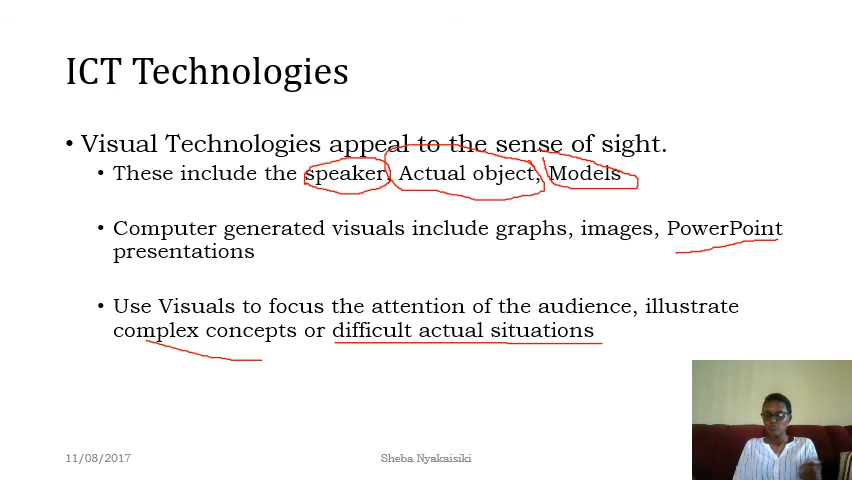 ICT Technologies
• Visual Technologies appeal to the sense of sight.
• These include the speaker, Actual object, Models
• Computer generated visuals include graphs, images, PowerPoint
presentations
• Use Visuals to focus the attention of the audience, illustrate
complex concepts or difficult actual situations
11/08/2017
Sheba Nyakaisiki